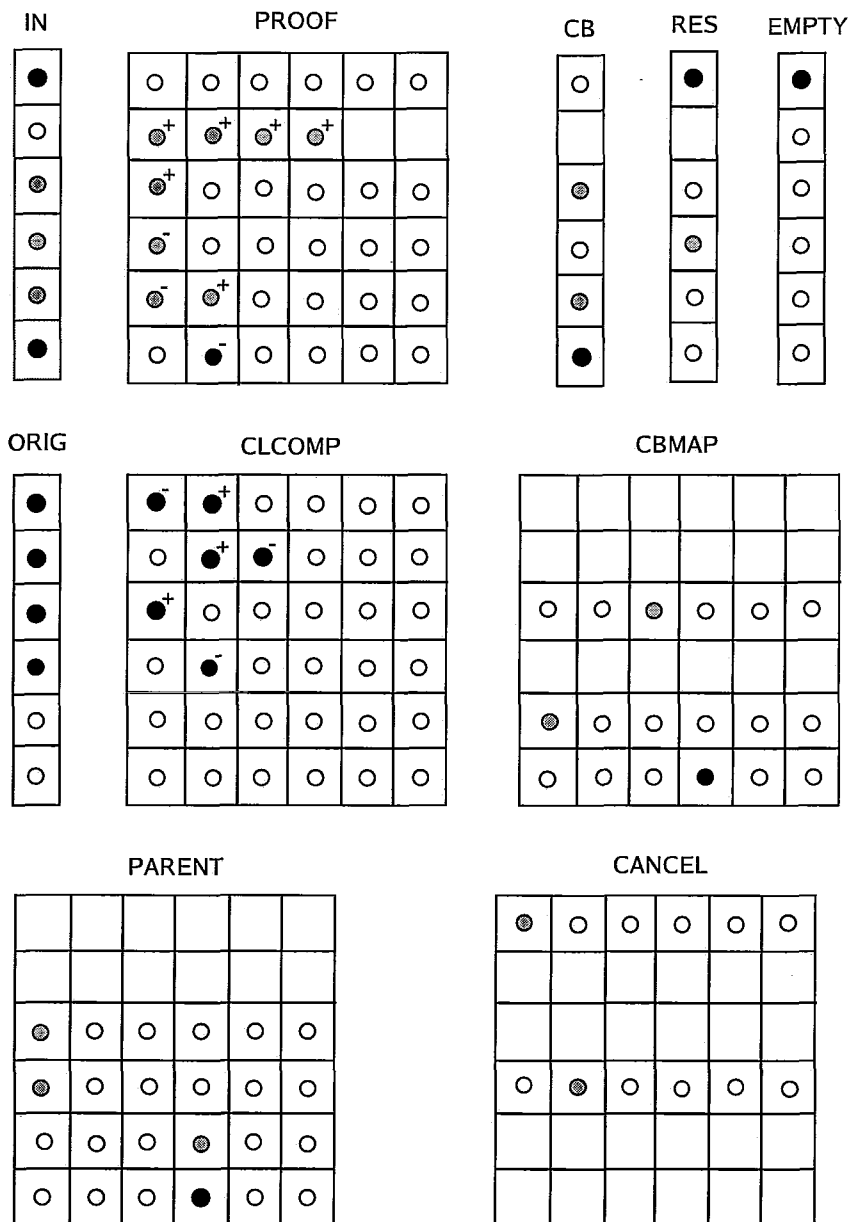 IN PROOF CB RES EMPTY
+ + + +
+
-
- +
-
ORIG CLCOMP CBMAP
- +
+ -
+
-
PARENT CANCEL